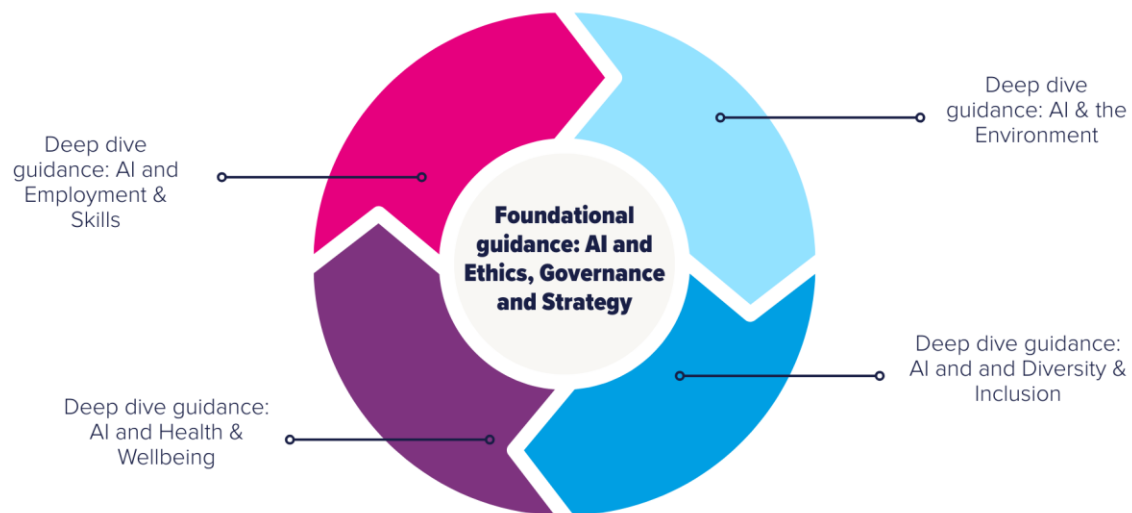 Deep dive
guidance: AI & the
Environment
Deep dive
guidance: AI and
Employment &
Skills
Foundational
guidance: AI and
Ethics, Governance
and Strategy
Deep dive guidance:
AI and and Diversity &
Inclusion
Deep dive guidance:
AI and Health &
Wellbeing